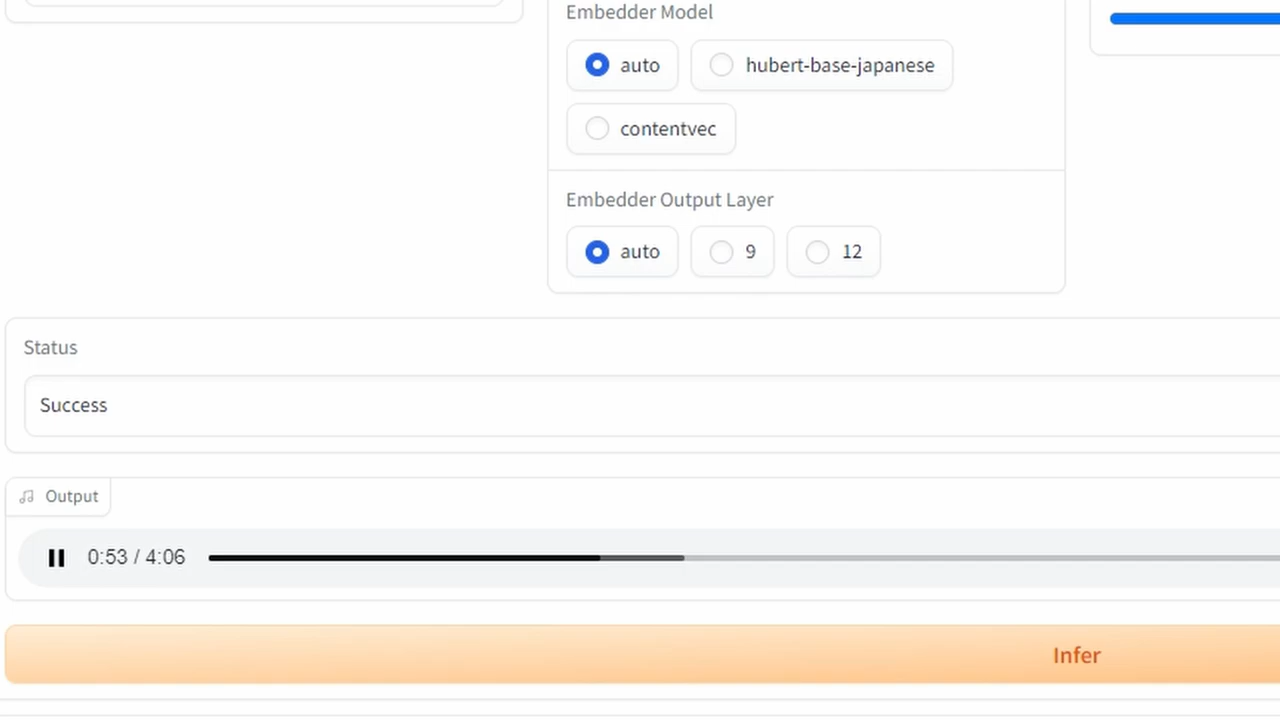 Embedder Model
auto
hubert-base-japanese
contentvec
Embedder Output Layer
auto
9
12
Status
Success
Output
0:53 / 4:06
Infer